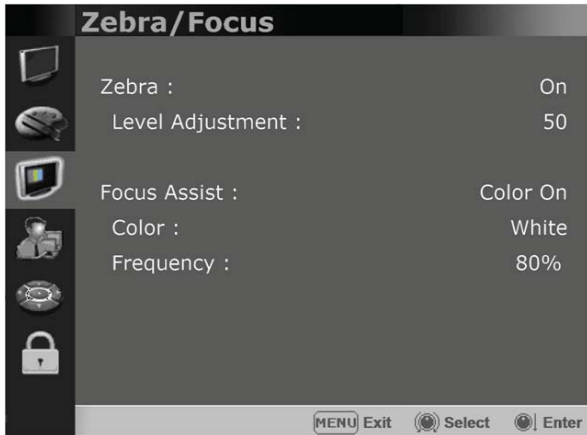 Zebra/Focus
Zebra : On
Level Adjustment : 50
Focus Assist : Color On
Color : White
Frequency : 80%
MENU Exit Select Enter